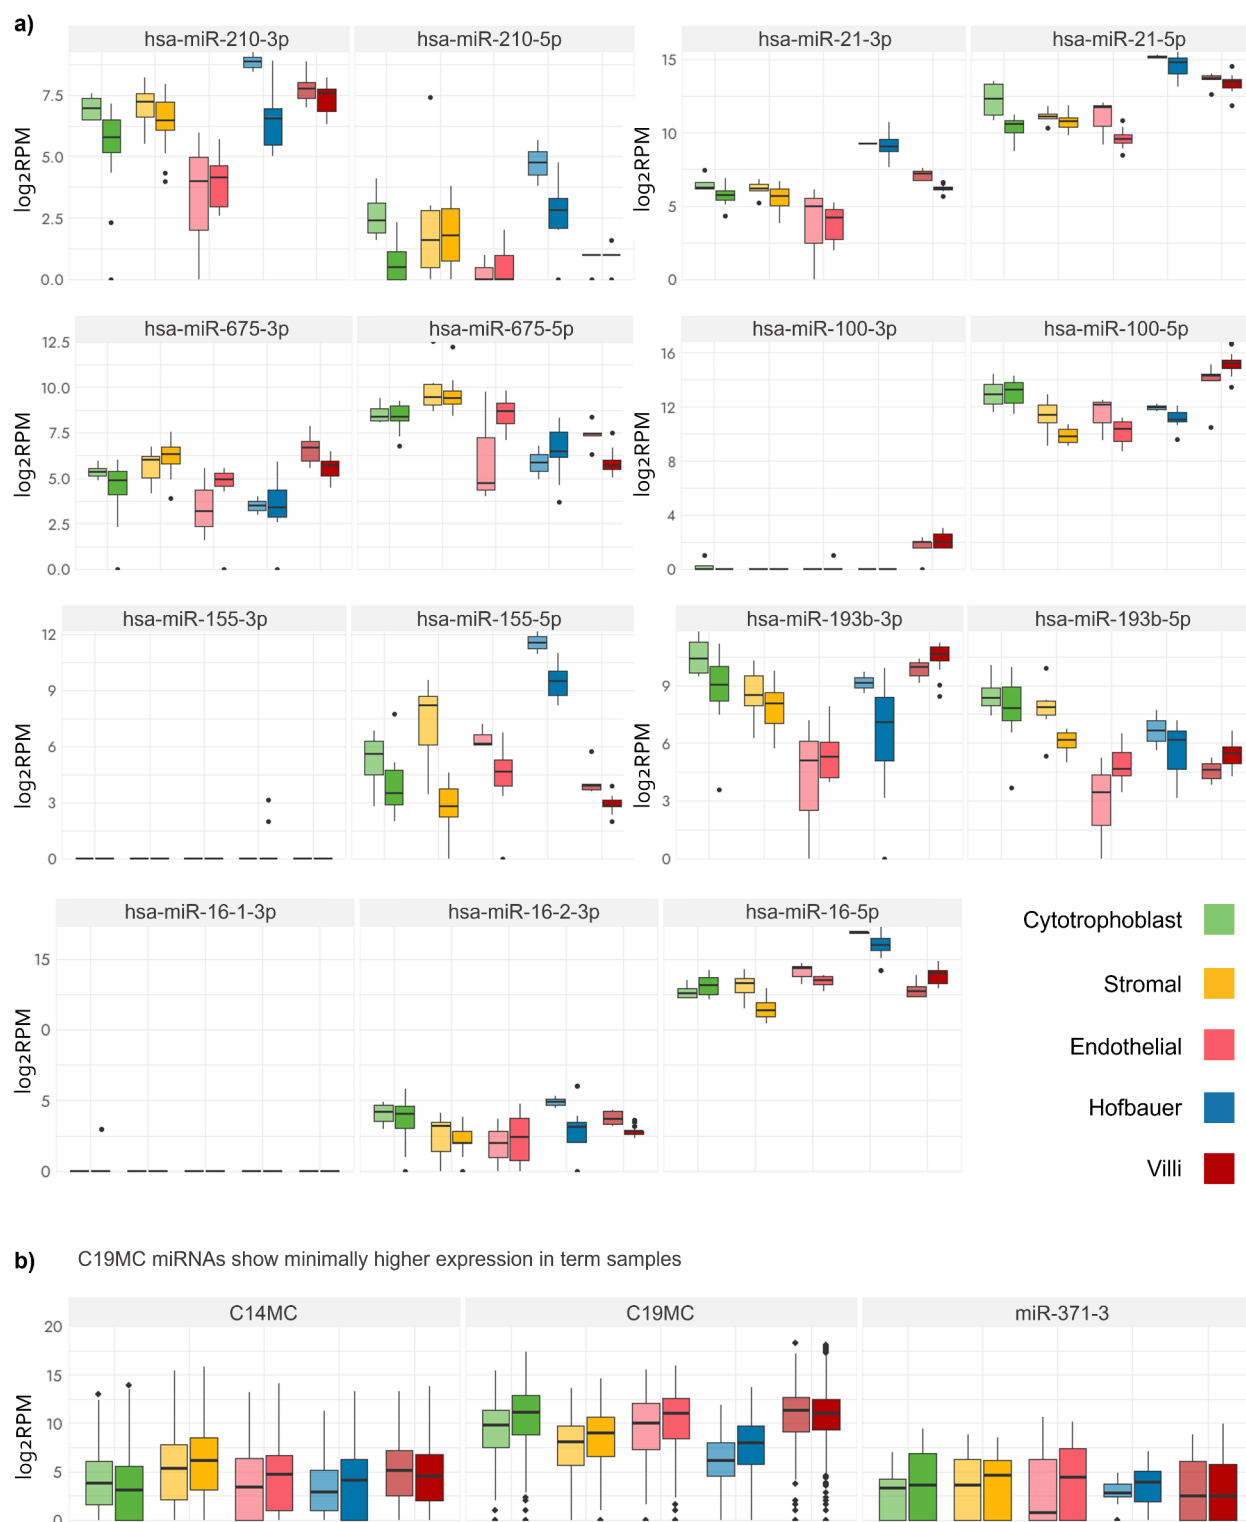 a)
hsa-miR-210-3p hsa-miR-210-5p hsa-miR-21-3p hsa-miR-21-5p
log2RPM
7.5
5.0
2.5
0.0
log2RPM
15
10
5
0
hsa-miR-675-3p hsa-miR-675-5p hsa-miR-100-3p hsa-miR-100-5p
log2RPM
12.5
10.0
7.5
5.0
2.5
0.0
log2RPM
16
12
8
4
0
hsa-miR-155-3p hsa-miR-155-5p hsa-miR-193b-3p hsa-miR-193b-5p
log2RPM
12
9
6
3
0
log2RPM
9
6
3
0
hsa-miR-16-1-3p hsa-miR-16-2-3p hsa-miR-16-5p
log2RPM
15
0
5
0
Cytotrophoblast
Stromal
Endothelial
Hofbauer
Villi
b) C19MC miRNAs show minimally higher expression in term samples
C14MC C19MC miR-371-3
log2RPM
20
15
10
5
0